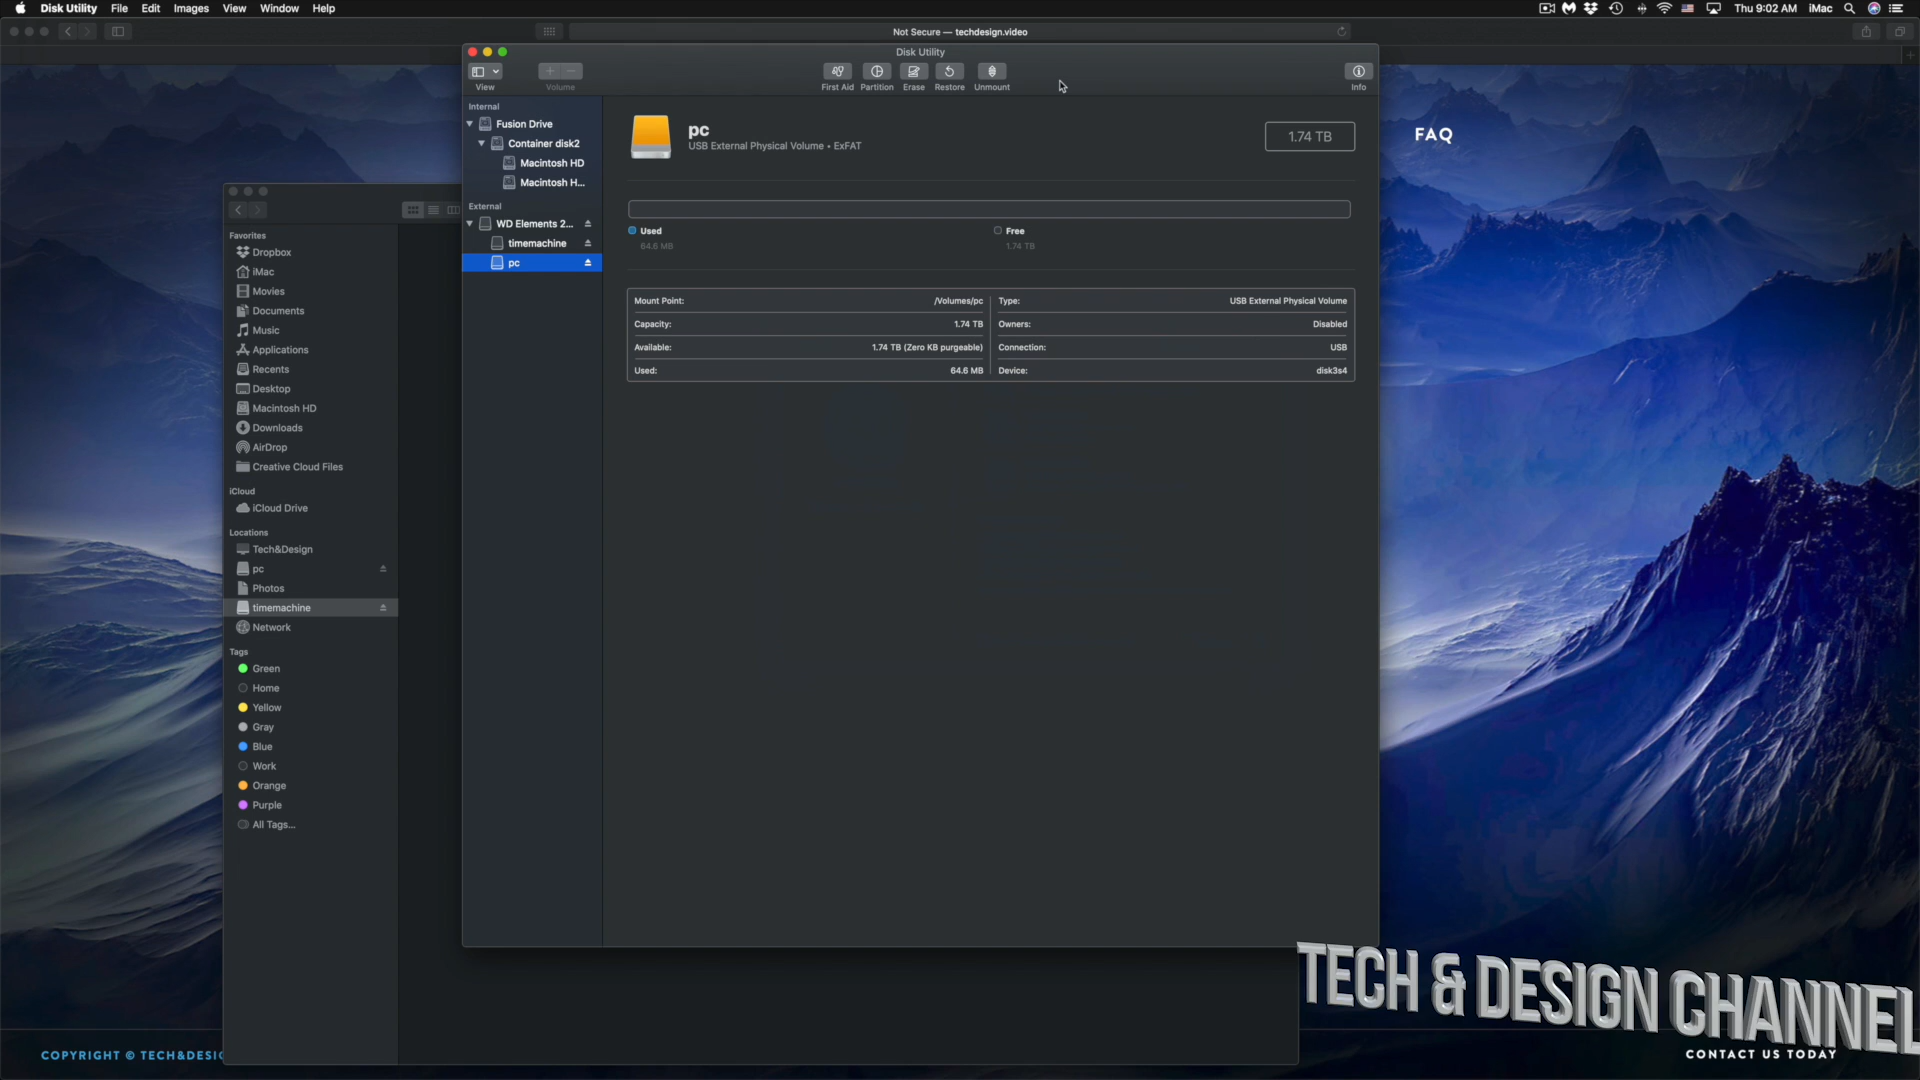 Disk Utility File Edit Images View Window Help
Thu 9:02 AM iMac
Not Secure — techdesign.video
Disk Utility
View
Volume
First Aid
Partition
Erase
Restore
Unmount
Info
Internal
Fusion Drive
Container disk2
Macintosh HD
Macintosh H...
External
WD Elements 2...
timemachine
pc
pc
USB External Physical Volume • ExFAT
1.74 TB
Used
64.6 MB
Free
1.74 TB
Mount Point: /Volumes/pc
Capacity: 1.74 TB
Available: 1.74 TB (Zero KB purgeable)
Used: 64.6 MB
Type: USB External Physical Volume
Owners: Disabled
Connection: USB
Device: disk3s4
FAQ
Favorites
Dropbox
iMac
Movies
Documents
Music
Applications
Recents
Desktop
Macintosh HD
Downloads
AirDrop
Creative Cloud Files
iCloud
iCloud Drive
Locations
Tech&Design
pc
Photos
timemachine
Network
Tags
Green
Home
Yellow
Gray
Blue
Work
Orange
Purple
All Tags...
TECH & DESIGN CHANNEL
COPYRIGHT © TECH&DESIG
CONTACT US TODAY